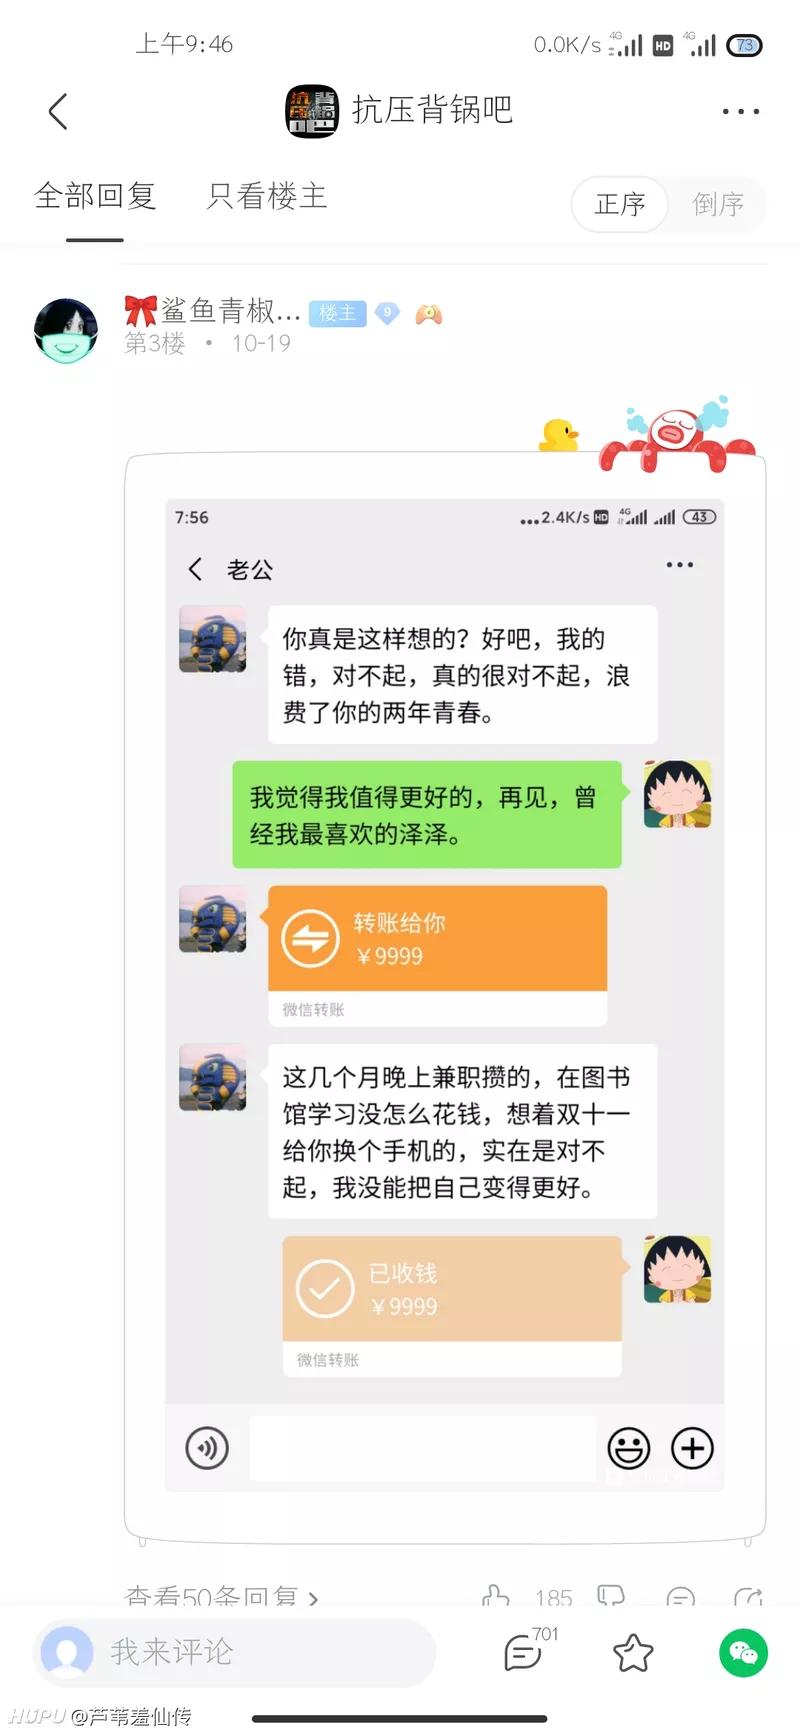 上午9:46
0.0K/s 4G HD 4G 73
抗压背锅吧
全部回复 只看楼主 正序 倒序
鲨鱼青椒... 楼主 9
第3楼 • 10-19
7:56 ...2.4K/s HD 4G 43
老公
你真是这样想的？好吧，我的
错，对不起，真的很对不起，浪
费了你的两年青春。
我觉得我值得更好的，再见，曾
经我最喜欢的泽泽。
转账给你
￥9999
微信转账
这几个月晚上兼职攒的，在图书
馆学习没怎么花钱，想着双十一
给你换个手机的，实在是对不
起，我没能把自己变得更好。
已收钱
￥9999
微信转账
查看50条回复 185
我来评论 701
HUPU @芦苇羞仙传